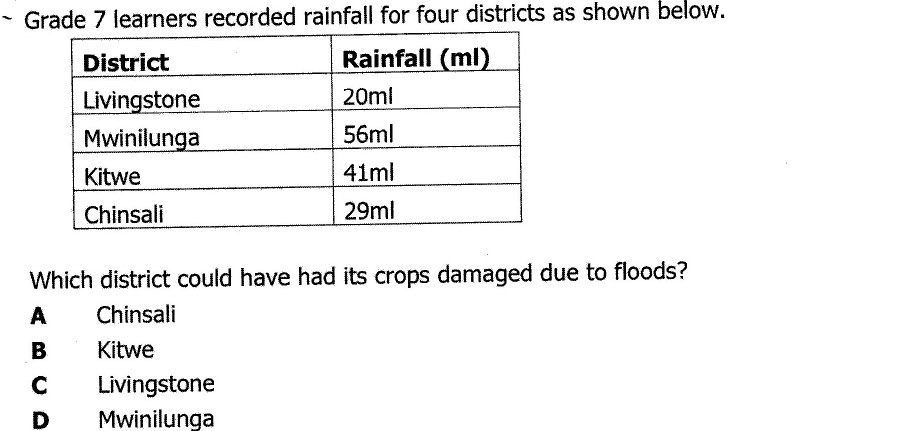 Grade 7 learners recorded rainfall for four districts as shown below.
District Rainfall (ml)
Livingstone 20ml
Mwinilunga 56ml
Kitwe 41ml
Chinsali 29ml
Which district could have had its crops damaged due to floods?
A Chinsali
B Kitwe
C Livingstone
D Mwinilunga